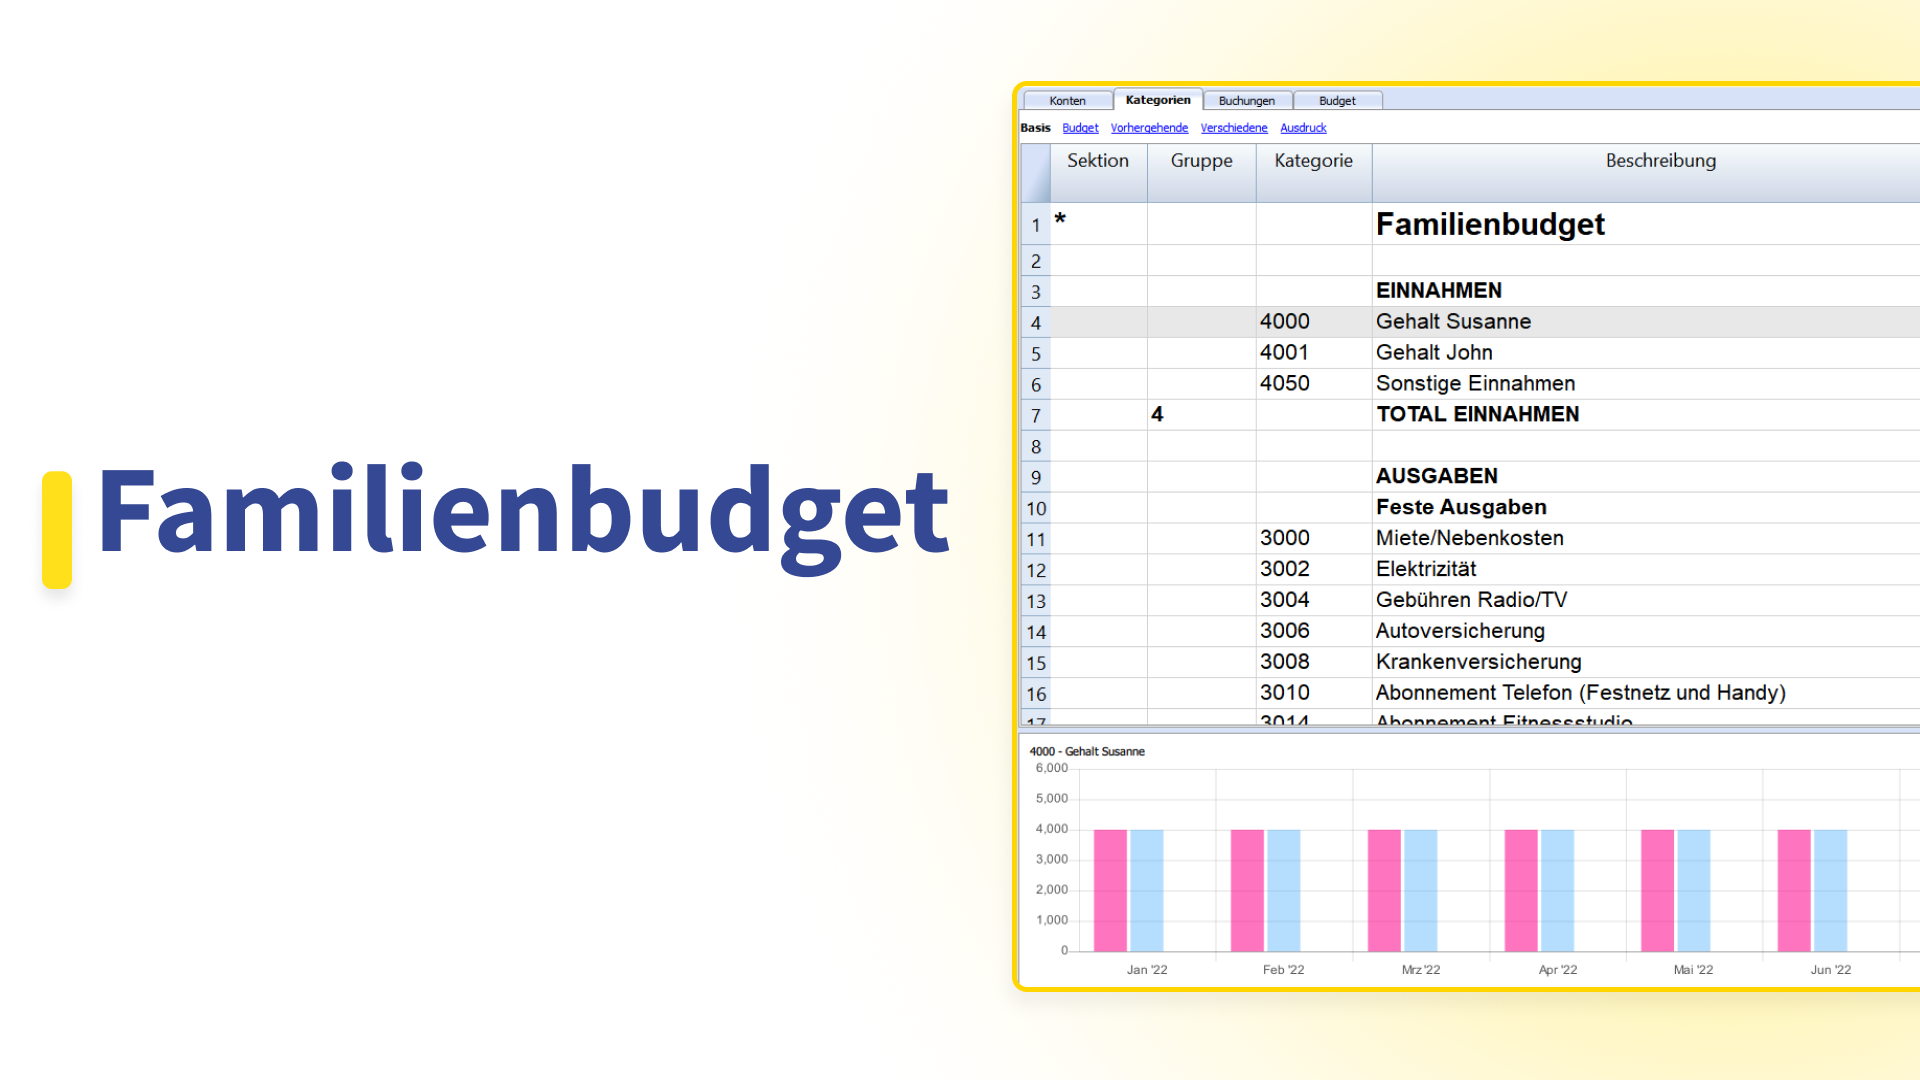 Familienbudget
Konten Kategorien Buchungen Budget
Basis Budget Vorhergehende Verschiedene Ausdruck
Sektion Gruppe Kategorie Beschreibung
1 * Familienbudget
2
3 EINNAHMEN
4 4000 Gehalt Susanne
5 4001 Gehalt John
6 4050 Sonstige Einnahmen
7 4 TOTAL EINNAHMEN
8
9 AUSGABEN
10 Feste Ausgaben
11 3000 Miete/Nebenkosten
12 3002 Elektrizität
13 3004 Gebühren Radio/TV
14 3006 Autoversicherung
15 3008 Krankenversicherung
16 3010 Abonnement Telefon (Festnetz und Handy)
17 3014 Abonnement Fitnessstudio
4000 - Gehalt Susanne
6,000
5,000
4,000
3,000
2,000
1,000
0
Jan '22 Feb '22 Mrz '22 Apr '22 Mai '22 Jun '22